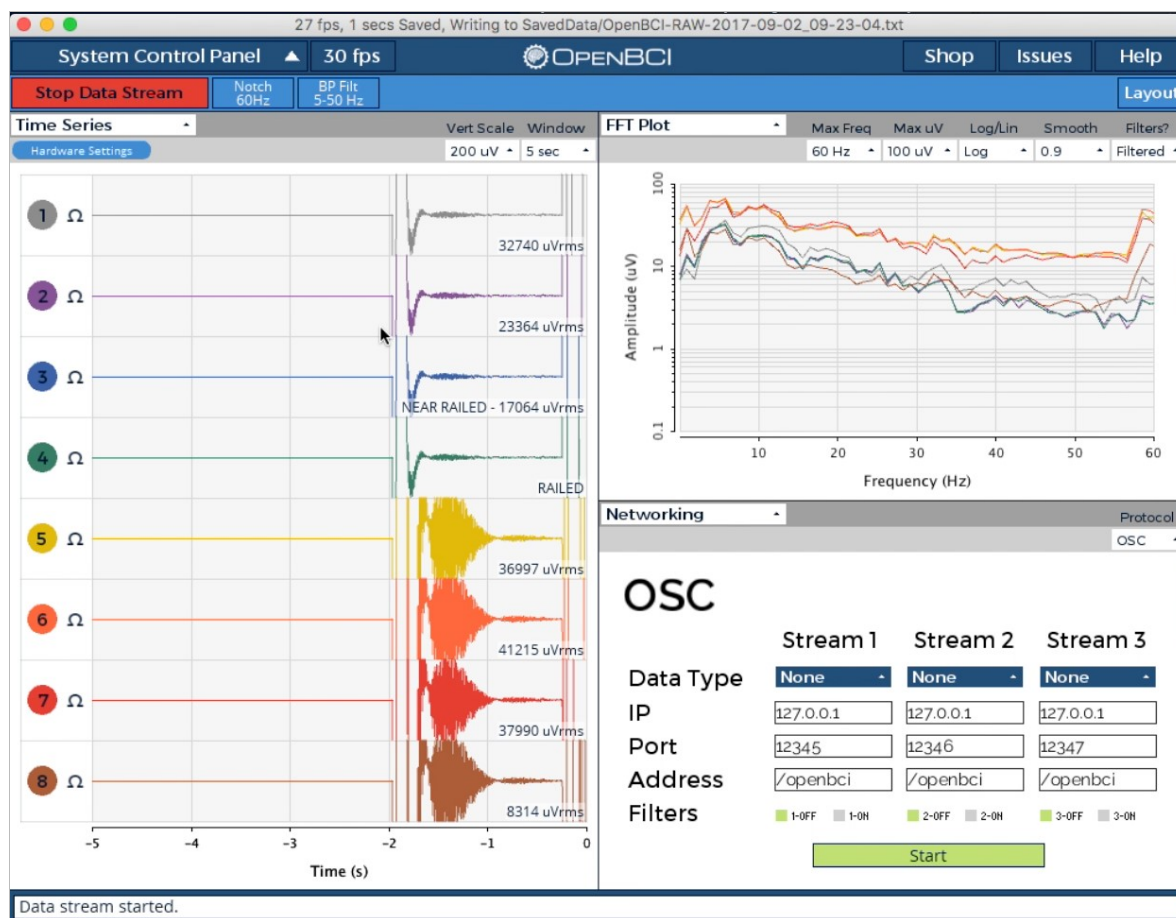 27 fps, 1 secs Saved, Writing to SavedData/OpenBCI-RAW-2017-09-02_09-23-04.txt
System Control Panel 30 fps OPENBCI Shop Issues Help
Stop Data Stream Notch 60Hz BP Filt 5-50 Hz Layout
Time Series
Vert Scale Window
Hardware Settings 200 uV 5 sec
1 Ω
32740 uVrms
2 Ω
23364 uVrms
3 Ω
NEAR RAILED - 17064 uVrms
4 Ω
RAILED
5 Ω
36997 uVrms
6 Ω
41215 uVrms
7 Ω
37990 uVrms
8 Ω
8314 uVrms
-5 -4 -3 -2 -1 0
Time (s)
FFT Plot
Max Freq Max uV Log/Lin Smooth Filters?
60 Hz 100 uV Log 0.9 Filtered
100
10
1
0.1
Amplitude (uV)
10 20 30 40 50 60
Frequency (Hz)
Networking
Protocol
OSC
OSC
Stream 1 Stream 2 Stream 3
Data Type None None None
IP 127.0.0.1 127.0.0.1 127.0.0.1
Port 12345 12346 12347
Address /openbci /openbci /openbci
Filters 1-OFF 1-ON 2-OFF 2-ON 3-OFF 3-ON
Start
Data stream started.